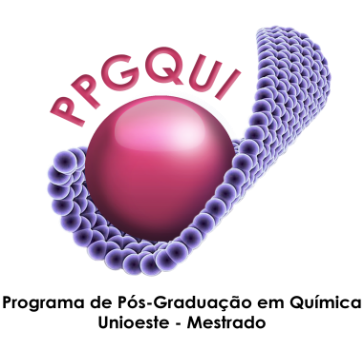 PPGQUI
Programa de Pós-Graduação em Química
Unioeste - Mestrado